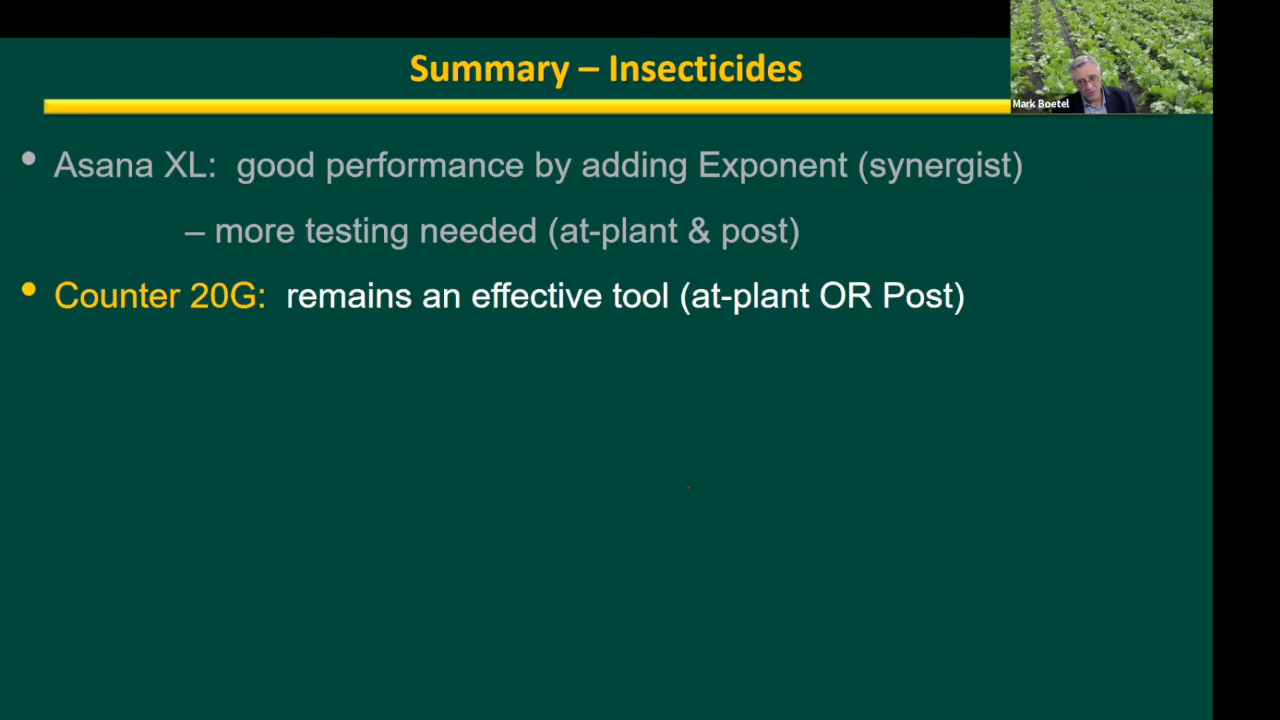 Summary – Insecticides
Mark Boetel
• Asana XL: good performance by adding Exponent (synergist)
– more testing needed (at-plant & post)
• Counter 20G: remains an effective tool (at-plant OR Post)